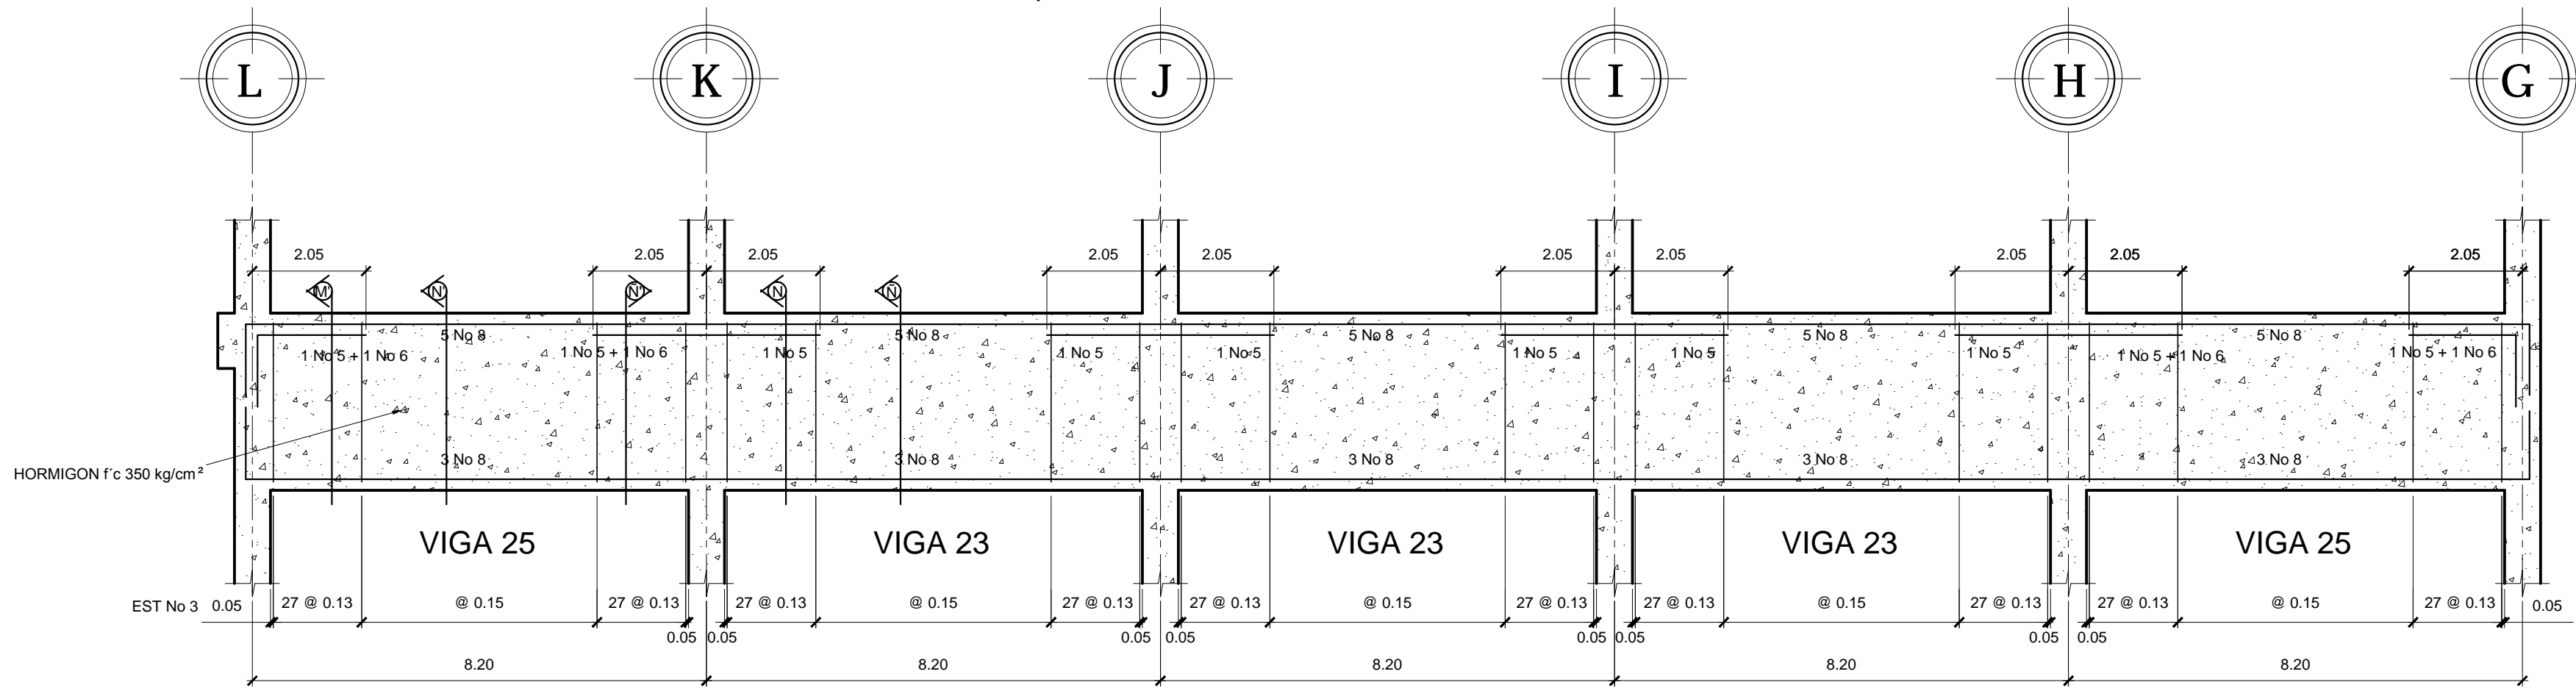 L K J I H G
2.05 2.05 2.05 2.05 2.05 2.05 2.05 2.05 2.05 2.05
M' N' Ñ' N Ñ
5 No 8 5 No 8 5 No 8 5 No 8 5 No 8
1 No 5 + 1 No 6 1 No 5 + 1 No 6 1 No 5 1 No 5 1 No 5 1 No 5 1 No 5 1 No 5 1 No 5 + 1 No 6 1 No 5 + 1 No 6
3 No 8 3 No 8 3 No 8 3 No 8 3 No 8
HORMIGON f´c 350 kg/cm²
VIGA 25 VIGA 23 VIGA 23 VIGA 23 VIGA 25
EST No 3 0.05 27 @ 0.13 @ 0.15 27 @ 0.13 27 @ 0.13 @ 0.15 27 @ 0.13 27 @ 0.13 @ 0.15 27 @ 0.13 27 @ 0.13 @ 0.15 27 @ 0.13 27 @ 0.13 @ 0.15 27 @ 0.13 0.05
0.05 0.05 0.05 0.05 0.05 0.05 0.05 0.05
8.20 8.20 8.20 8.20 8.20